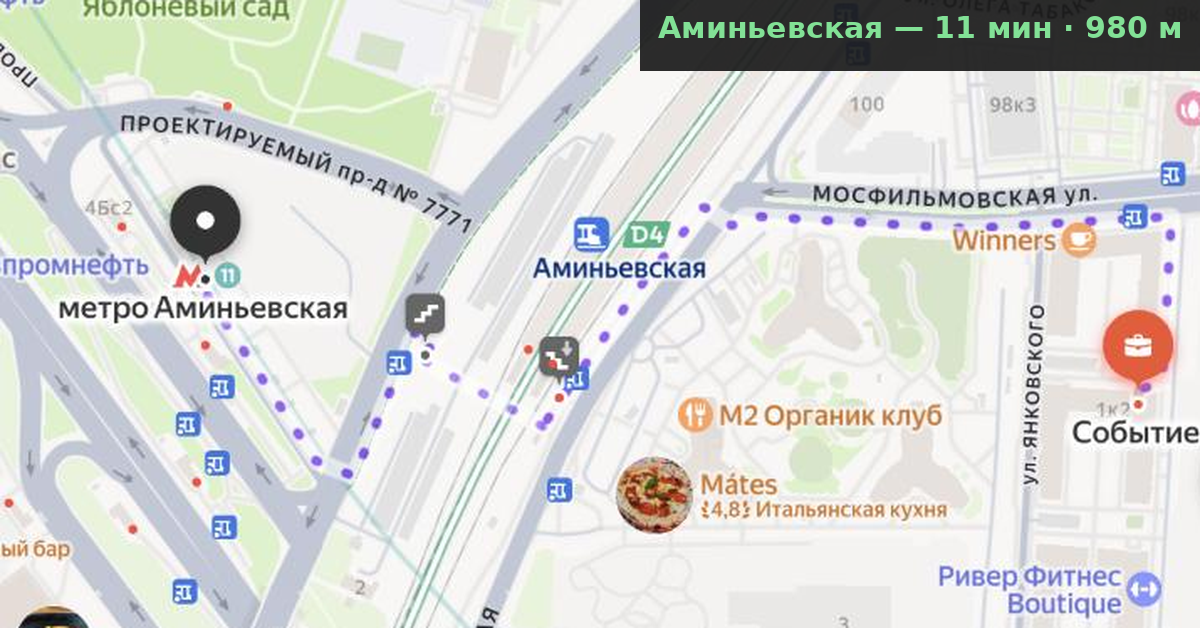 Яблоневый сад
Аминьевская — 11 мин · 980 м
100
98к3
ПРОЕКТИРУЕМЫЙ пр-д № 7771
МОСФИЛЬМОВСКАЯ ул.
4Бс2
D4
Аминьевская
Winners
промнефть
11
метро Аминьевская
ул. ЯНКОВСКОГО
1к2
Событие
М2 Органик клуб
Mátes
4,8 Итальянская кухня
ый бар
2
Ривер Фитнес
Boutique
3